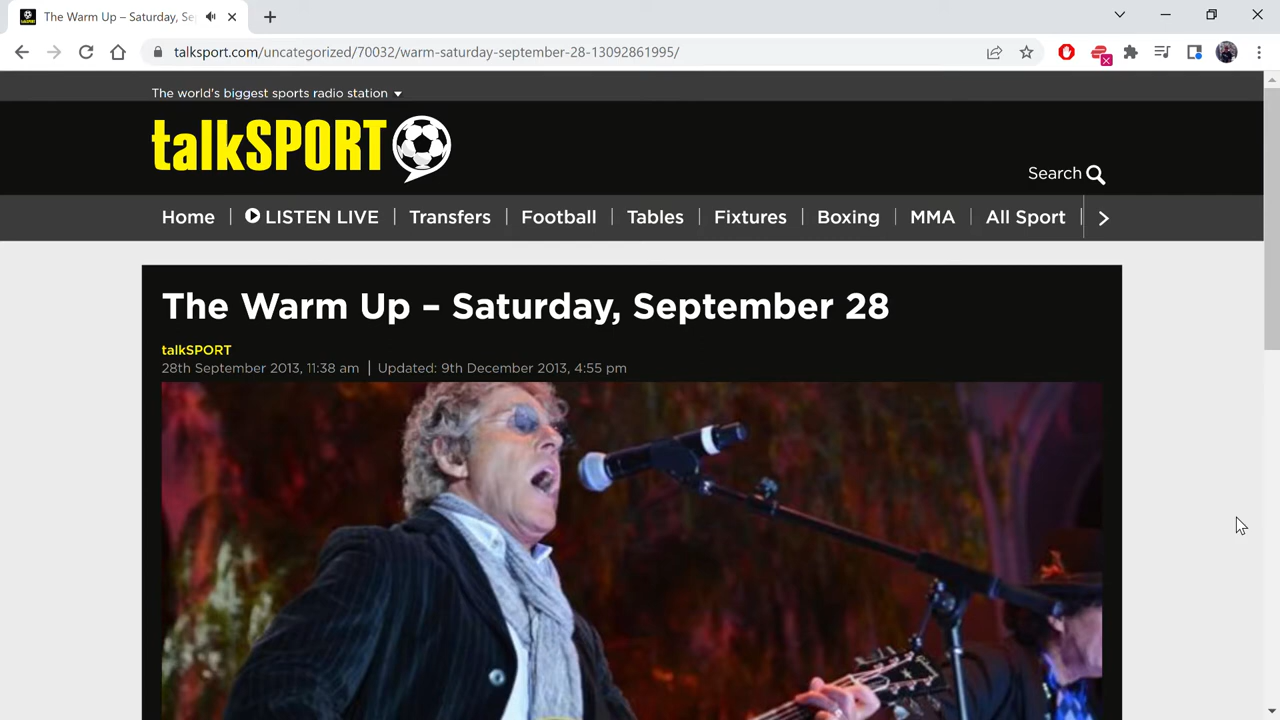 The Warm Up – Saturday, Se
talksport.com/uncategorized/70032/warm-saturday-september-28-13092861995/
The world's biggest sports radio station
talkSPORT
Search
Home
LISTEN LIVE
Transfers
Football
Tables
Fixtures
Boxing
MMA
All Sport
The Warm Up – Saturday, September 28
talkSPORT
28th September 2013, 11:38 am | Updated: 9th December 2013, 4:55 pm